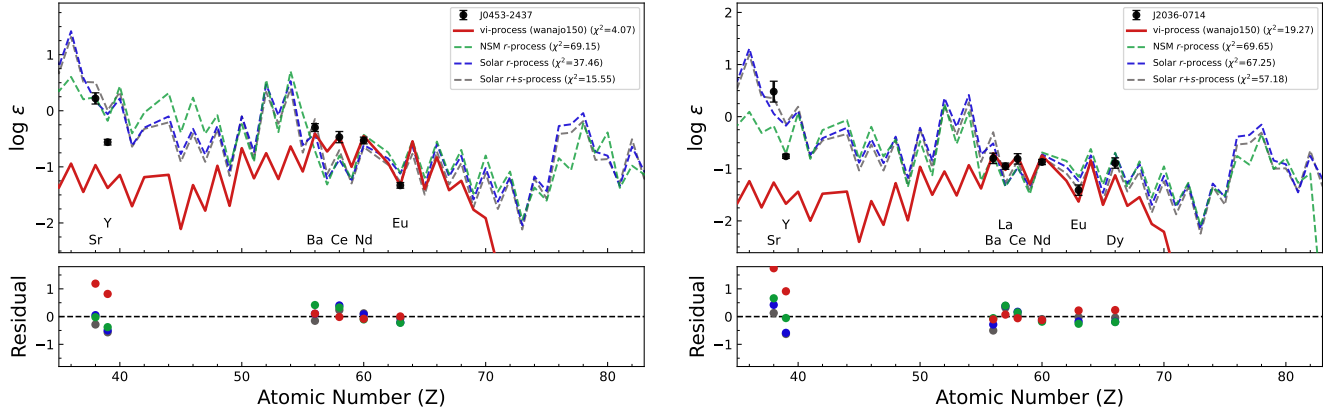 J0453-2437
vi-process (wanajo150) (χ²=4.07)
NSM r-process (χ²=69.15)
Solar r-process (χ²=37.46)
Solar r+s-process (χ²=15.55)
log ε
1
0
−1
−2
Y
Sr
Eu
Ba Ce Nd
Residual
1
0
−1
40 50 60 70 80
Atomic Number (Z)
J2036-0714
vi-process (wanajo150) (χ²=19.27)
NSM r-process (χ²=69.65)
Solar r-process (χ²=67.25)
Solar r+s-process (χ²=57.18)
log ε
2
1
0
−1
−2
Y La Eu
Sr Ba Ce Nd Dy
Residual
1
0
−1
40 50 60 70 80
Atomic Number (Z)